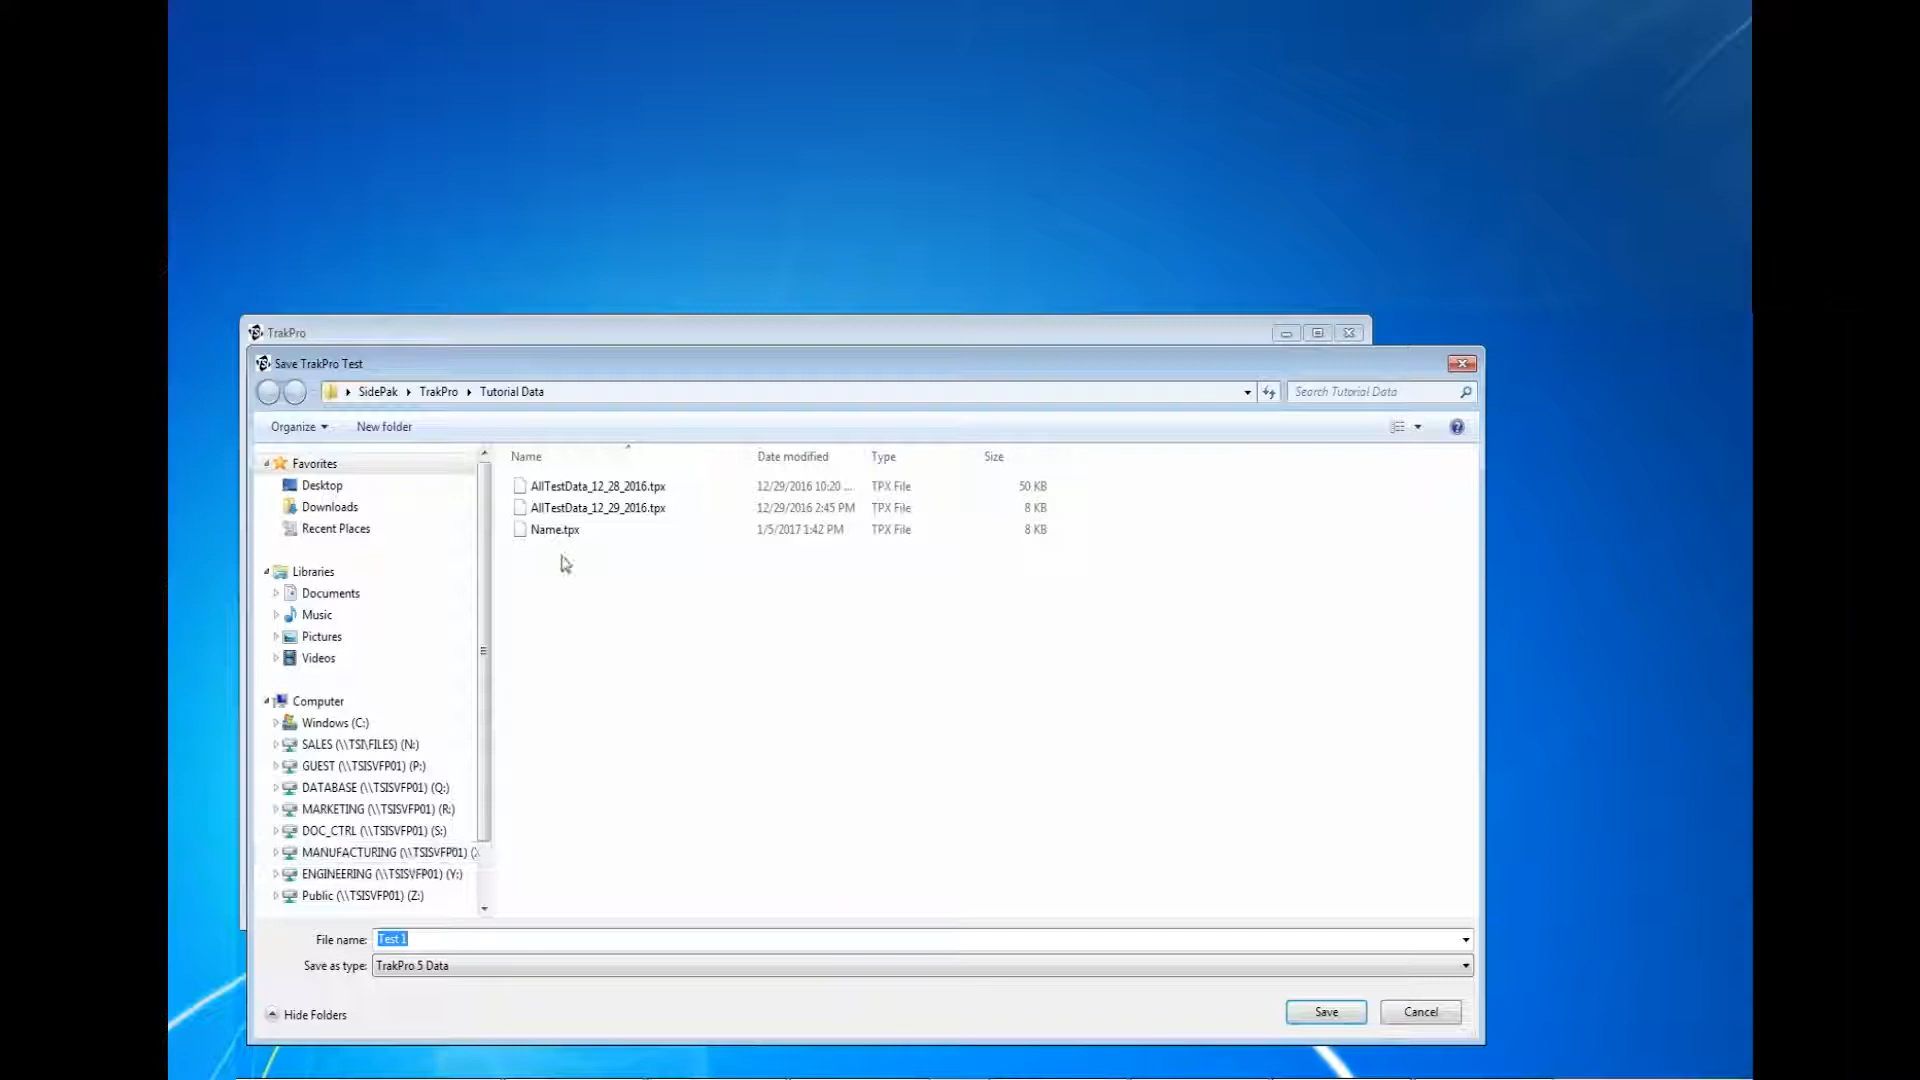 TrakPro
Save TrakPro Test
SidePak TrakPro Tutorial Data
Search Tutorial Data
Organize New folder
Name Date modified Type Size
AllTestData_12_28_2016.tpx 12/29/2016 10:20 ... TPX File 50 KB
AllTestData_12_29_2016.tpx 12/29/2016 2:45 PM TPX File 8 KB
Name.tpx 1/5/2017 1:42 PM TPX File 8 KB
Favorites
Desktop
Downloads
Recent Places
Libraries
Documents
Music
Pictures
Videos
Computer
Windows (C:)
SALES (\\TSI\FILES) (N:)
GUEST (\\TSISVFP01) (P:)
DATABASE (\\TSISVFP01) (Q:)
MARKETING (\\TSISVFP01) (R:)
DOC_CTRL (\\TSISVFP01) (S:)
MANUFACTURING (\\TSISVFP01) (
ENGINEERING (\\TSISVFP01) (Y:)
Public (\\TSISVFP01) (Z:)
File name: Test 1
Save as type: TrakPro 5 Data
Hide Folders
Save Cancel